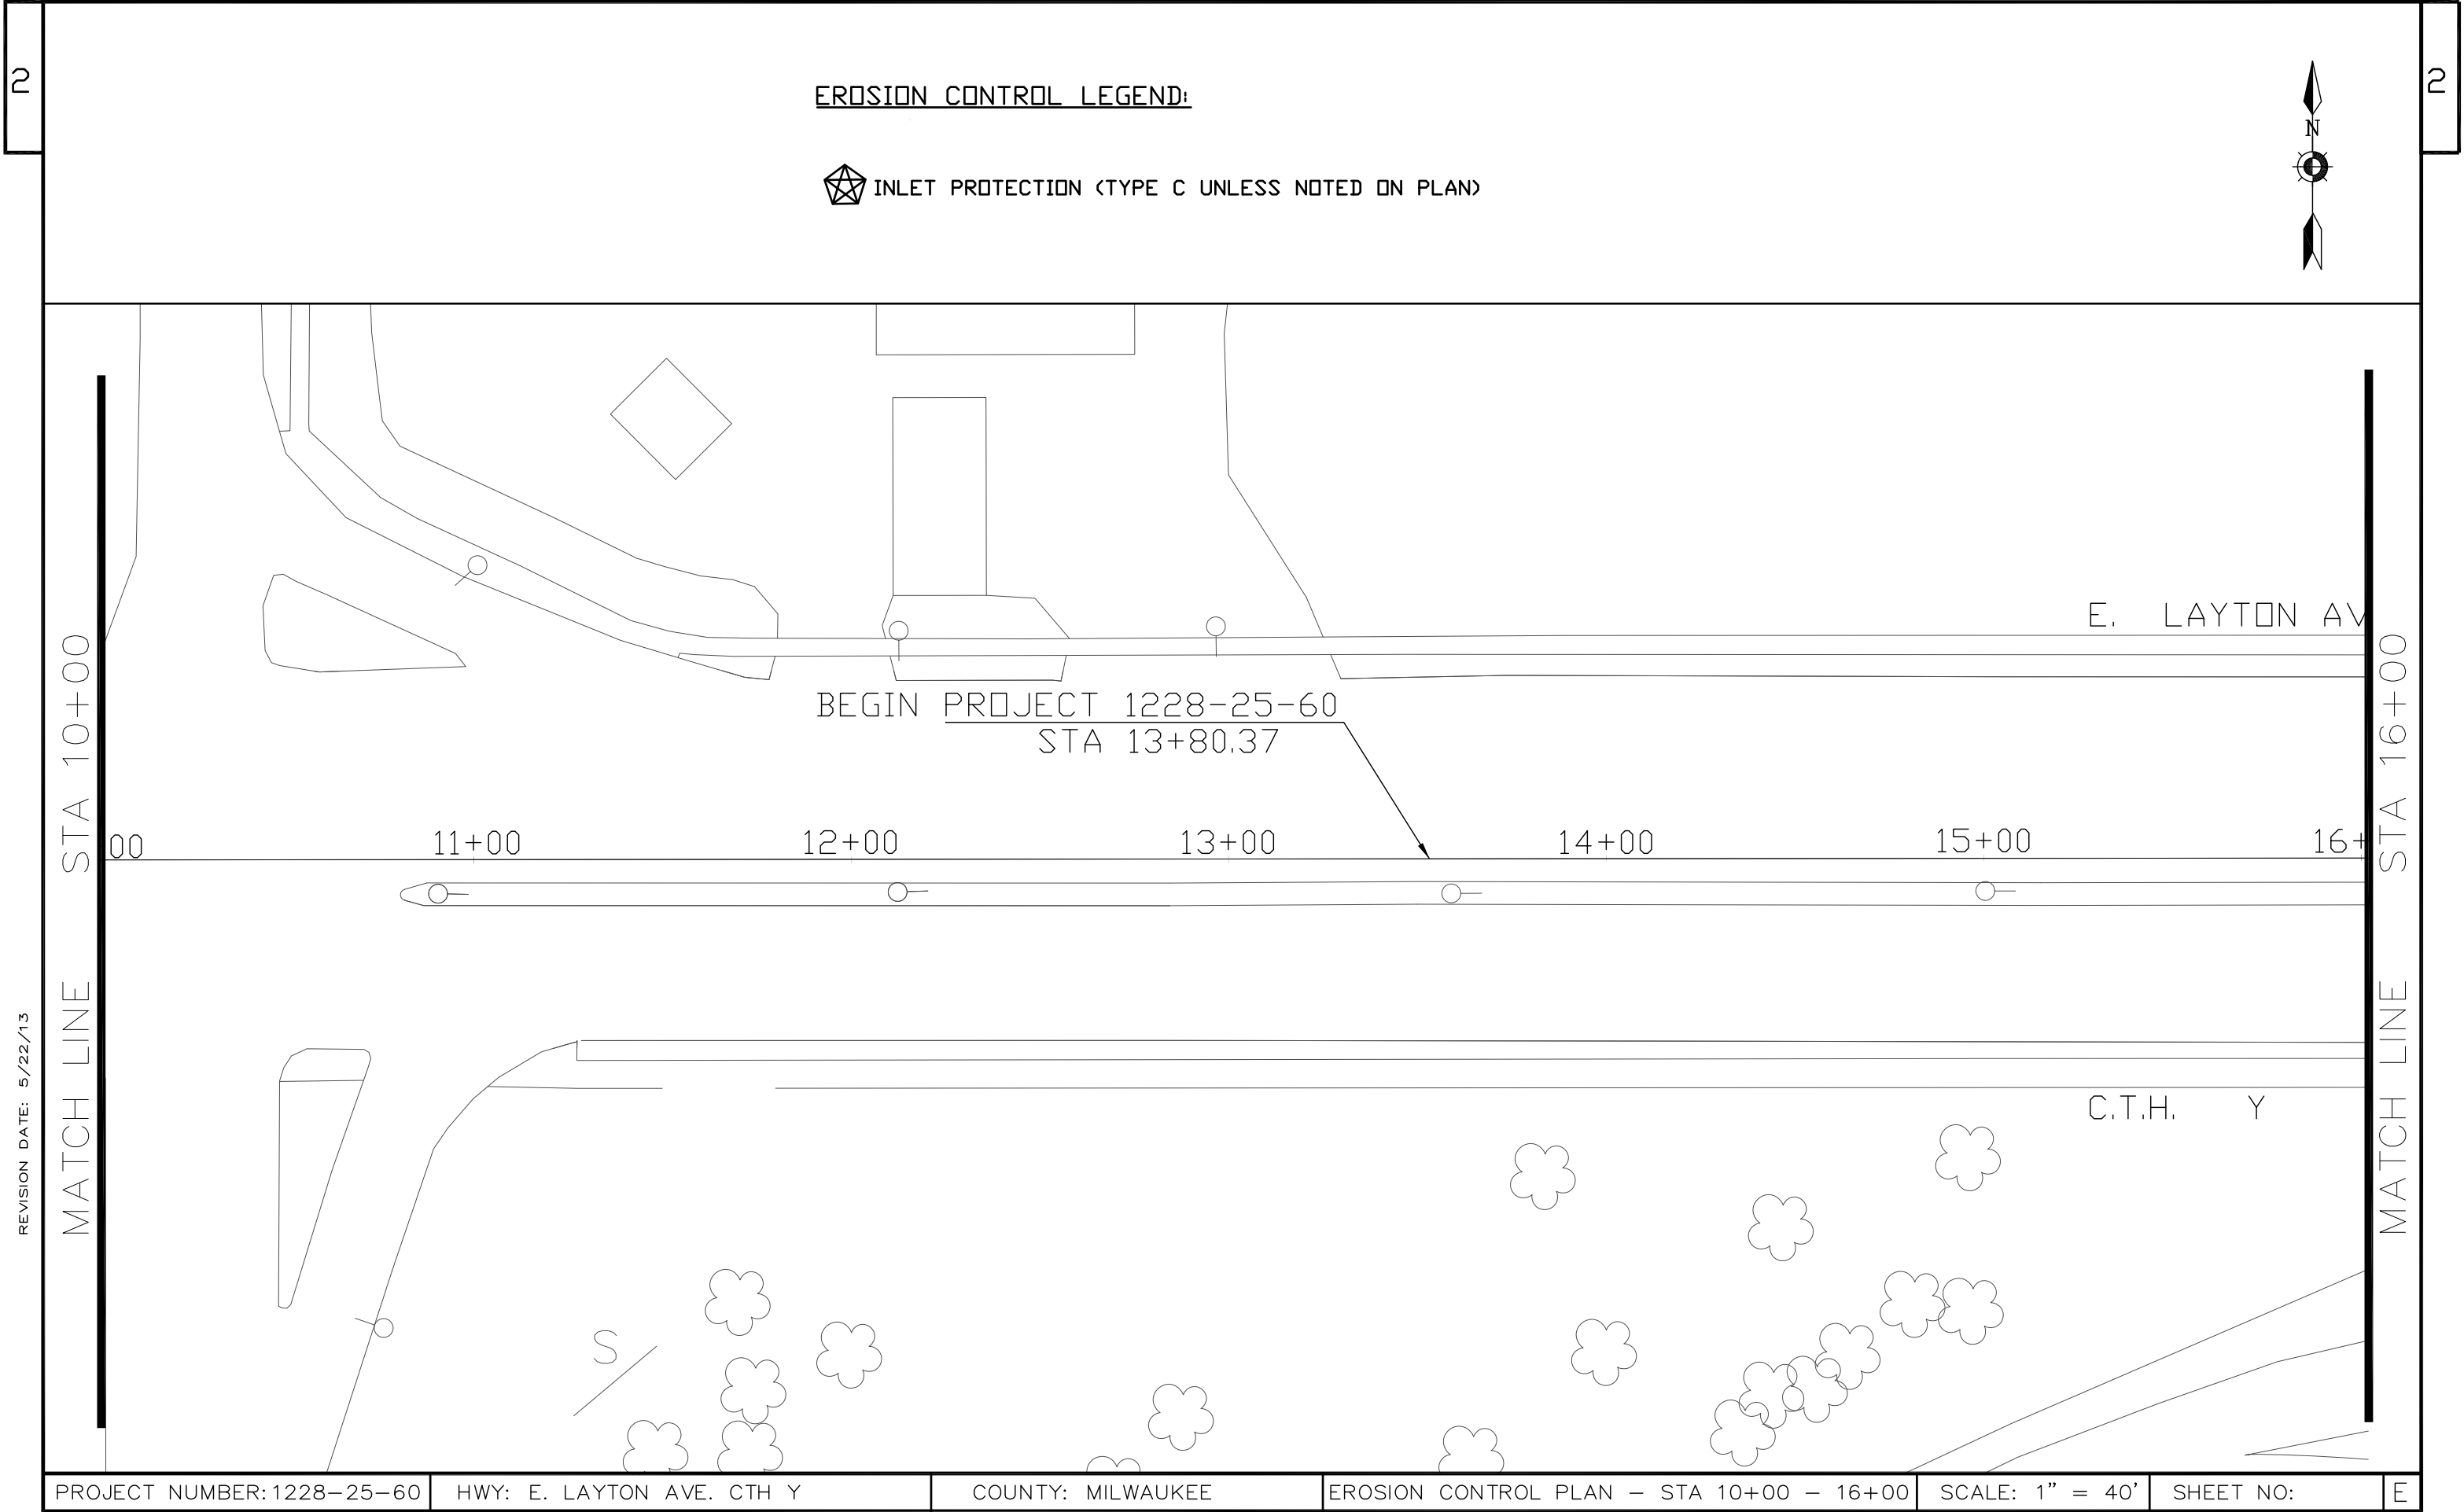 2
2
EROSION CONTROL LEGEND:
N
INLET PROTECTION (TYPE C UNLESS NOTED ON PLAN)
E. LAYTON AV
STA 10+00
STA 16+00
BEGIN PROJECT 1228-25-60
STA 13+80.37
00
11+00
12+00
13+00
14+00
15+00
16+
MATCH LINE
MATCH LINE
REVISION DATE: 5/22/13
C.T.H. Y
S
PROJECT NUMBER: 1228-25-60
HWY: E. LAYTON AVE. CTH Y
COUNTY: MILWAUKEE
EROSION CONTROL PLAN - STA 10+00 - 16+00
SCALE: 1" = 40'
SHEET NO:
E